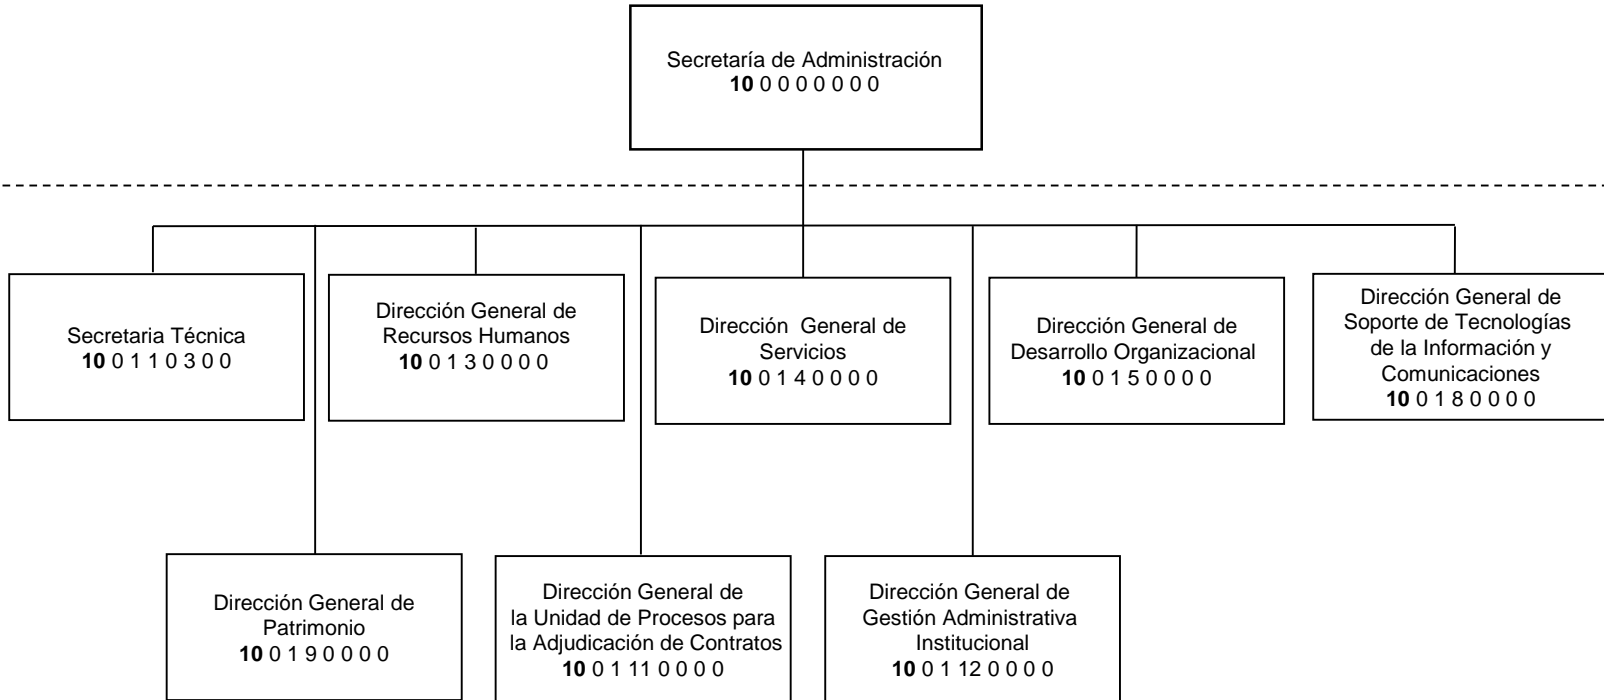 Secretaría de Administración
10 0 0 0 0 0 0 0
Secretaria Técnica
10 0 1 1 0 3 0 0
Dirección General de
Recursos Humanos
10 0 1 3 0 0 0 0
Dirección General de
Servicios
10 0 1 4 0 0 0 0
Dirección General de
Desarrollo Organizacional
10 0 1 5 0 0 0 0
Dirección General de
Soporte de Tecnologías
de la Información y
Comunicaciones
10 0 1 8 0 0 0 0
Dirección General de
Patrimonio
10 0 1 9 0 0 0 0
Dirección General de
la Unidad de Procesos para
la Adjudicación de Contratos
10 0 1 11 0 0 0 0
Dirección General de
Gestión Administrativa
Institucional
10 0 1 12 0 0 0 0